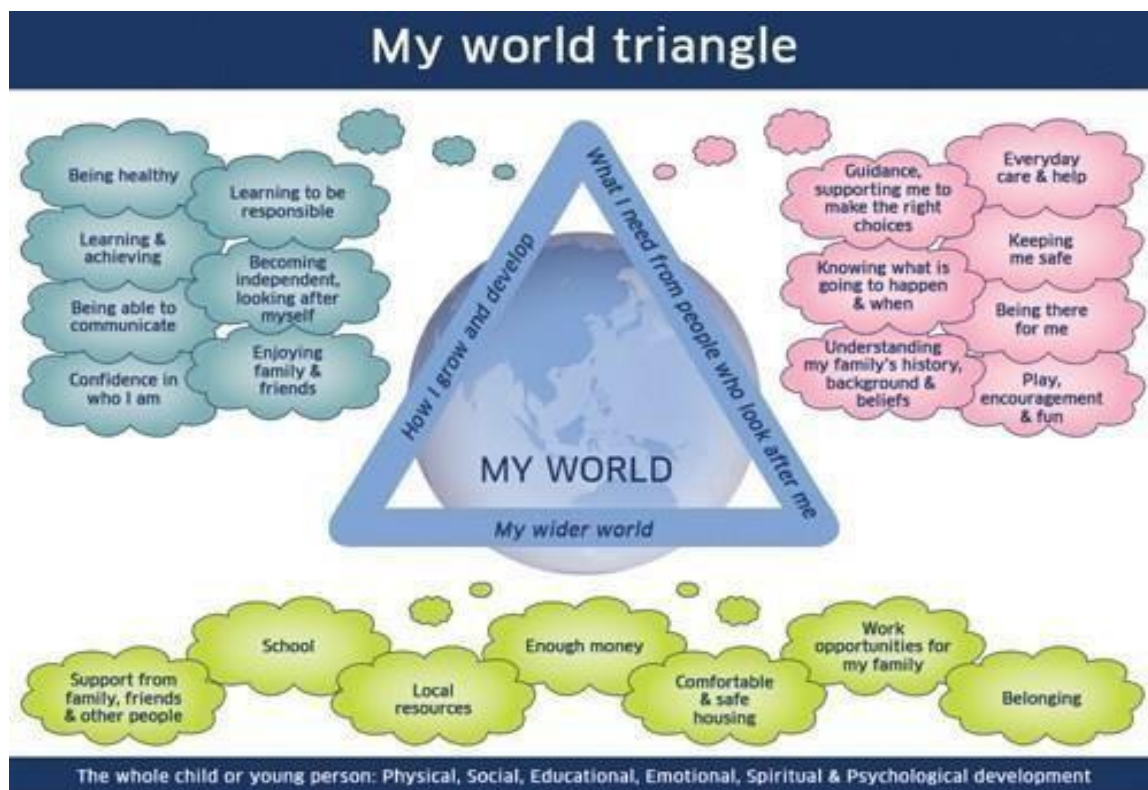 My world triangle
Being healthy
Learning to be
responsible
Learning &
achieving
Becoming
independent,
looking after
myself
Being able to
communicate
Enjoying
family &
friends
Confidence in
who I am
How I grow and develop
What I need from people who look after me
MY WORLD
My wider world
Guidance,
supporting me to
make the right
choices
Everyday
care & help
Knowing what is
going to happen
& when
Keeping
me safe
Understanding
my family's history,
background &
beliefs
Being there
for me
Play,
encouragement
& fun
Support from
family, friends
& other people
School
Local
resources
Enough money
Comfortable
& safe
housing
Work
opportunities for
my family
Belonging
The whole child or young person: Physical, Social, Educational, Emotional, Spiritual & Psychological development